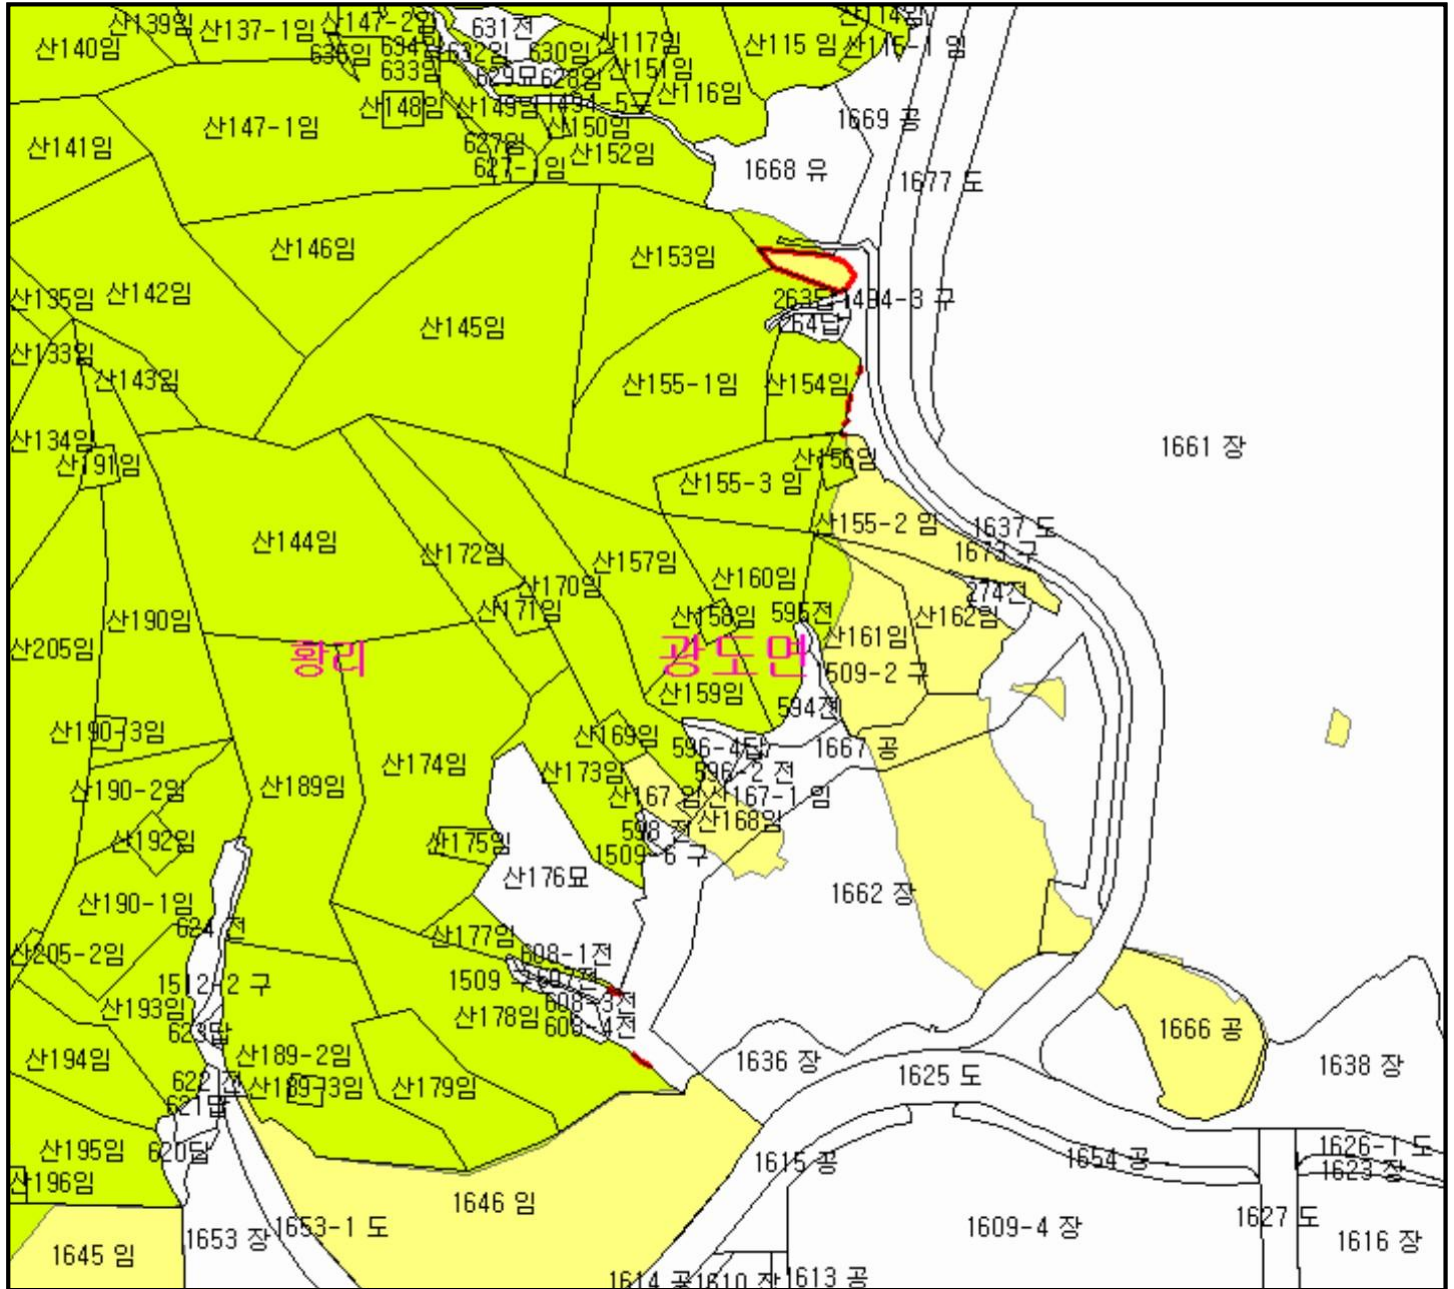 산139임
산137-1임
산147-2임
631전
산114임
산140임
636임
634임
632임
630임
산117임
산115 임
산115-1 임
633임
629묘
628임
산151임
산148임
산149임
1494-5구
산116임
산147-1임
산150임
1669 공
산141임
627임
산152임
627-1임
1668 유
1677 도
산146임
산153임
산135임
산142임
263답
1494-3 구
산145임
64답
산133임
산143임
산155-1임
산154임
산134임
1661 장
산191임
산156임
산155-3 임
산155-2 임
1637 도
산144임
산172임
산157임
산160임
1673 구
산170임
274전
산190임
산171임
산158임
595전
산162임
산205임
황리
광도면
산161임
509-2 구
산159임
594전
산190-3임
산169임
596-4답
1667 공
산174임
산173임
596-2 전
산190-2임
산189임
산167 임
산167-1 임
산192임
산175임
598 전
산168임
1509-6 구
산176묘
1662 장
산190-1임
624 전
산177임
산205-2임
608-1전
1512-2 구
1509 구
607전
산193임
산178임
608-3전
623답
608-4전
1666 공
산194임
산189-2임
1636 장
1625 도
1638 장
622 전
산189-3임
산179임
621답
산195임
620답
1615 공
1654 공
1626-1 도
산196임
1623 장
1646 임
1653-1 도
1653 장
1609-4 장
1627 도
1616 장
1645 임
1614 공
1610 장
1613 공